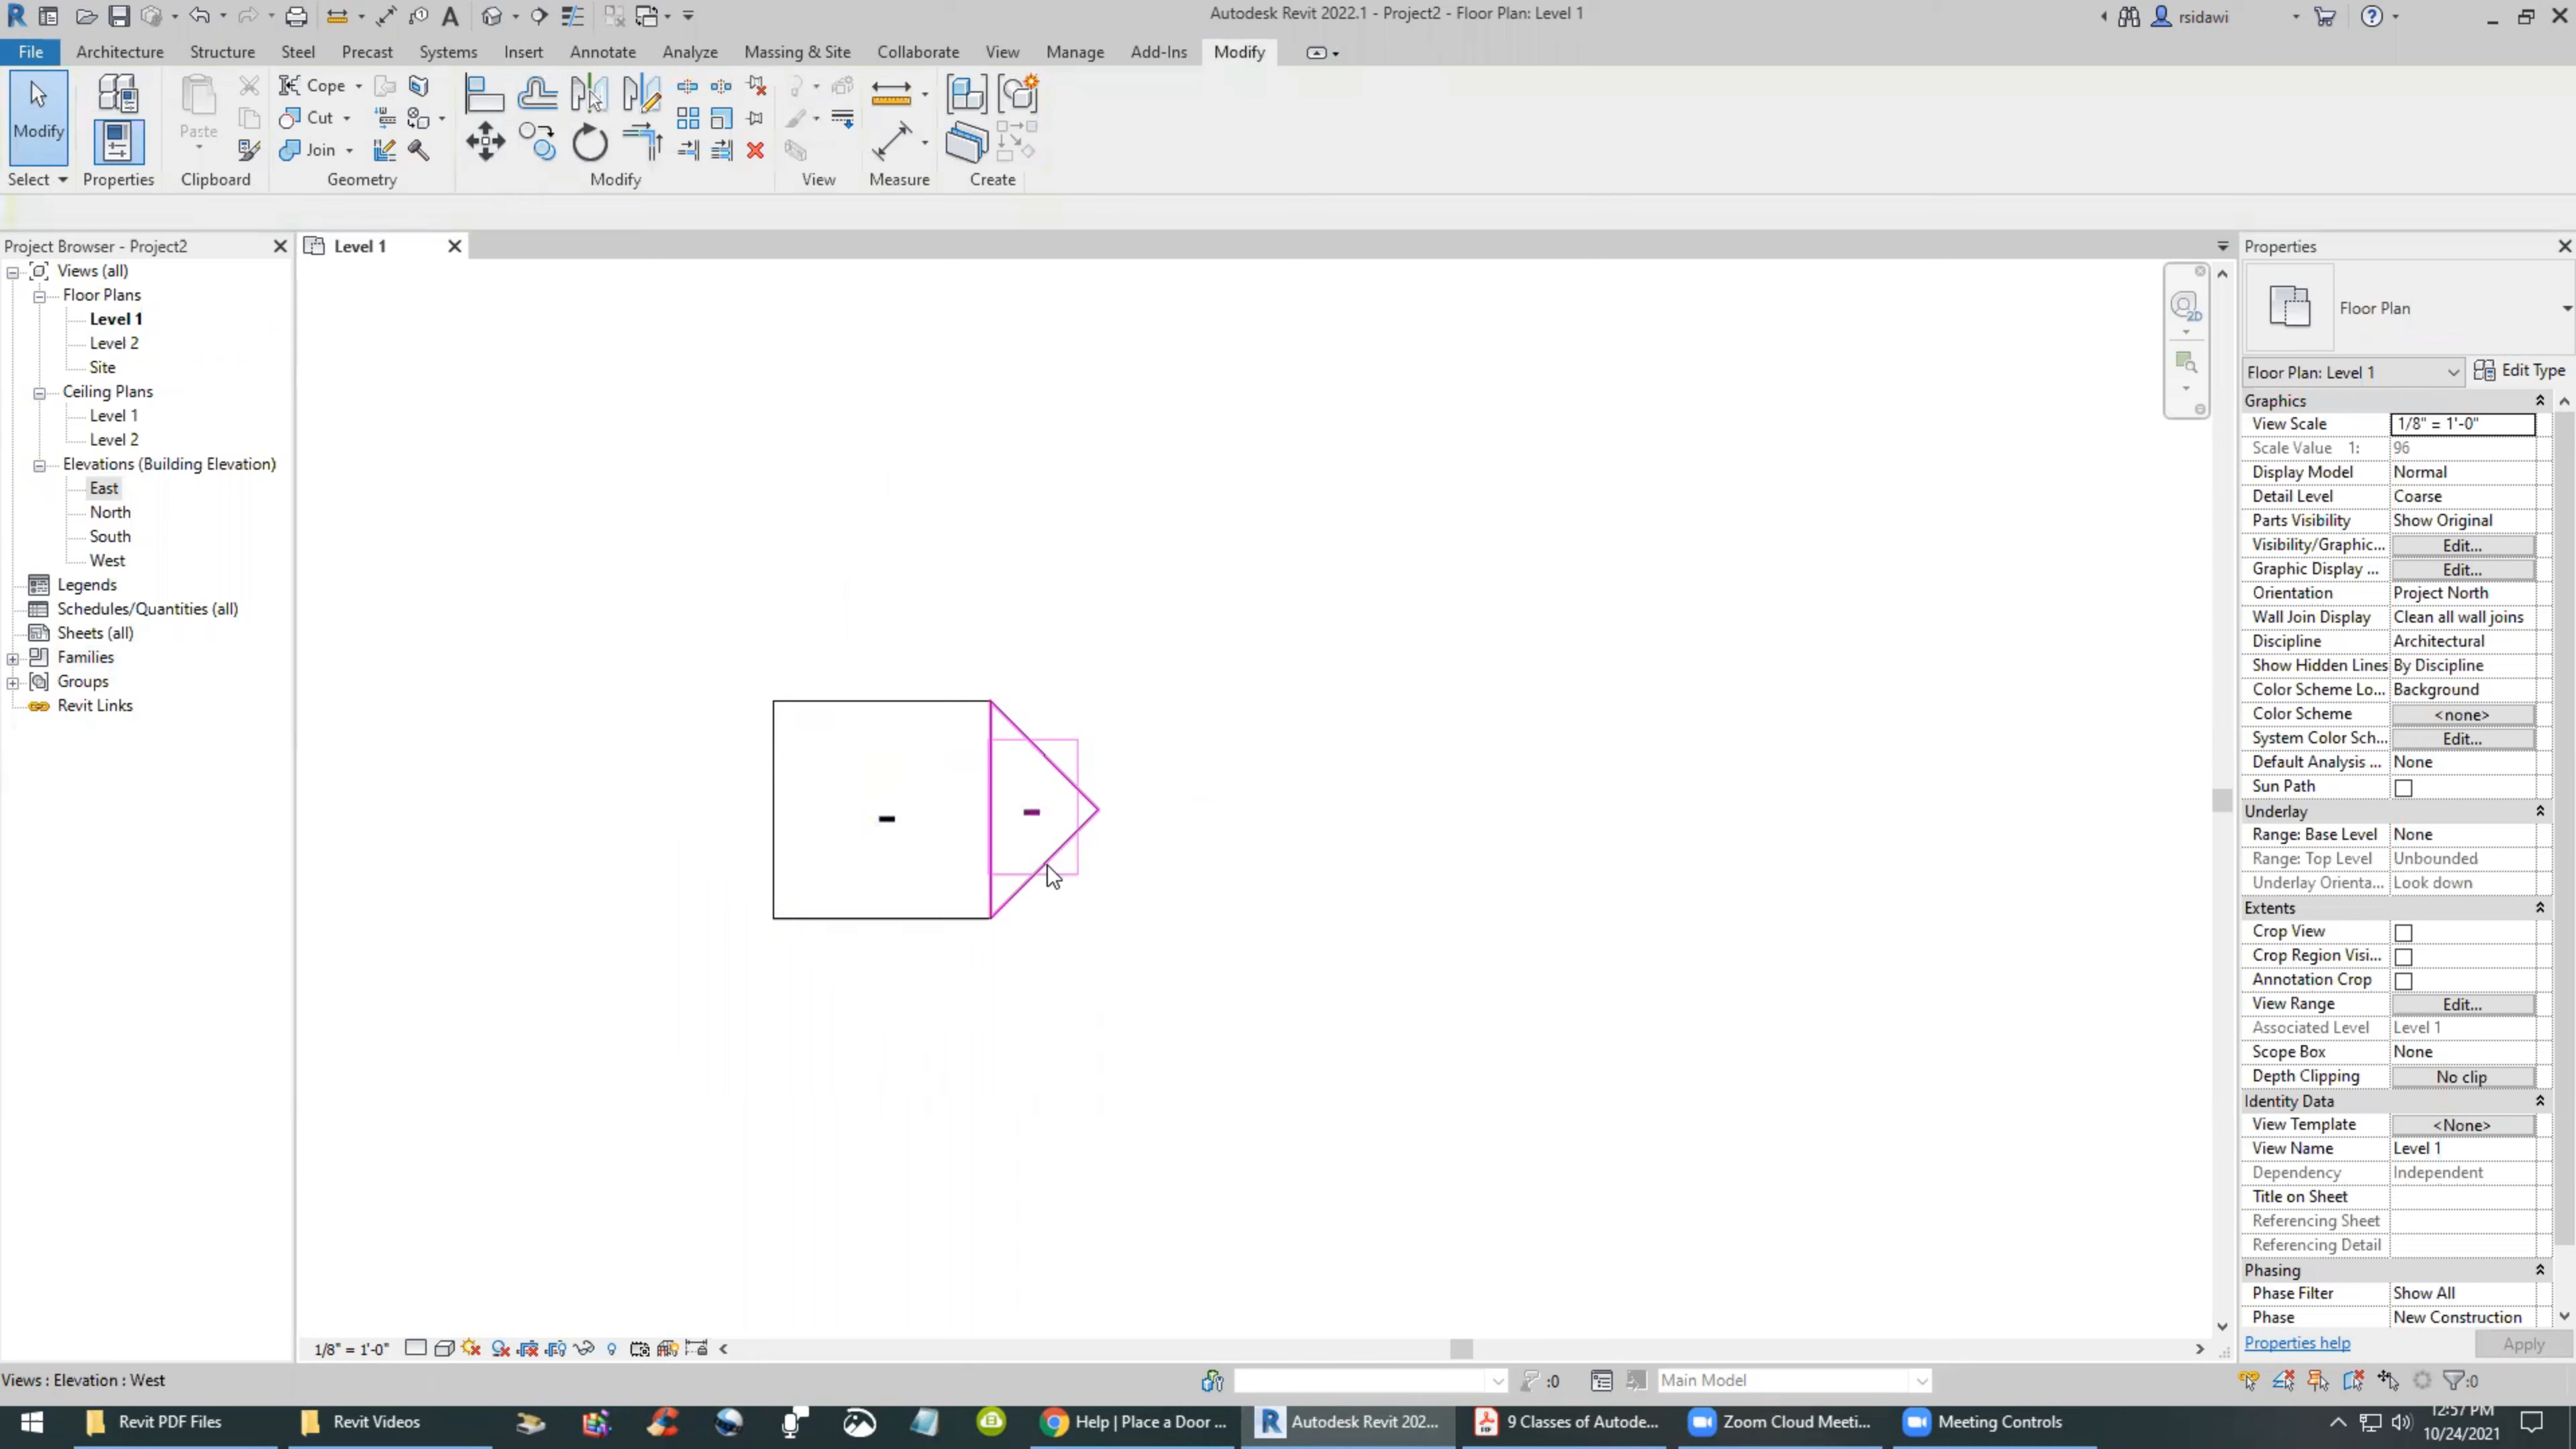 Autodesk Revit 2022.1 - Project2 - Floor Plan: Level 1
rsidawi
File Architecture Structure Steel Precast Systems Insert Annotate Analyze Massing & Site Collaborate View Manage Add-Ins Modify
Modify
Paste
Cope
Cut
Join
Select Properties Clipboard Geometry Modify View Measure Create
Project Browser - Project2
Views (all)
Floor Plans
Level 1
Level 2
Site
Ceiling Plans
Level 1
Level 2
Elevations (Building Elevation)
East
North
South
West
Legends
Schedules/Quantities (all)
Sheets (all)
Families
Groups
Revit Links
Level 1
2D
Properties
Floor Plan
Floor Plan: Level 1 Edit Type
Graphics
View Scale 1/8" = 1'-0"
Scale Value 1: 96
Display Model Normal
Detail Level Coarse
Parts Visibility Show Original
Visibility/Graphic... Edit...
Graphic Display ... Edit...
Orientation Project North
Wall Join Display Clean all wall joins
Discipline Architectural
Show Hidden Lines By Discipline
Color Scheme Lo... Background
Color Scheme <none>
System Color Sch... Edit...
Default Analysis ... None
Sun Path
Underlay
Range: Base Level None
Range: Top Level Unbounded
Underlay Orienta... Look down
Extents
Crop View
Crop Region Visi...
Annotation Crop
View Range Edit...
Associated Level Level 1
Scope Box None
Depth Clipping No clip
Identity Data
View Template <None>
View Name Level 1
Dependency Independent
Title on Sheet
Referencing Sheet
Referencing Detail
Phasing
Phase Filter Show All
Phase New Construction
Properties help Apply
1/8" = 1'-0"
Views : Elevation : West
:0
Main Model
:0
Revit PDF Files
Revit Videos
Help | Place a Door ...
Autodesk Revit 202...
9 Classes of Autode...
Zoom Cloud Meeti...
Meeting Controls
12:57 PM
10/24/2021